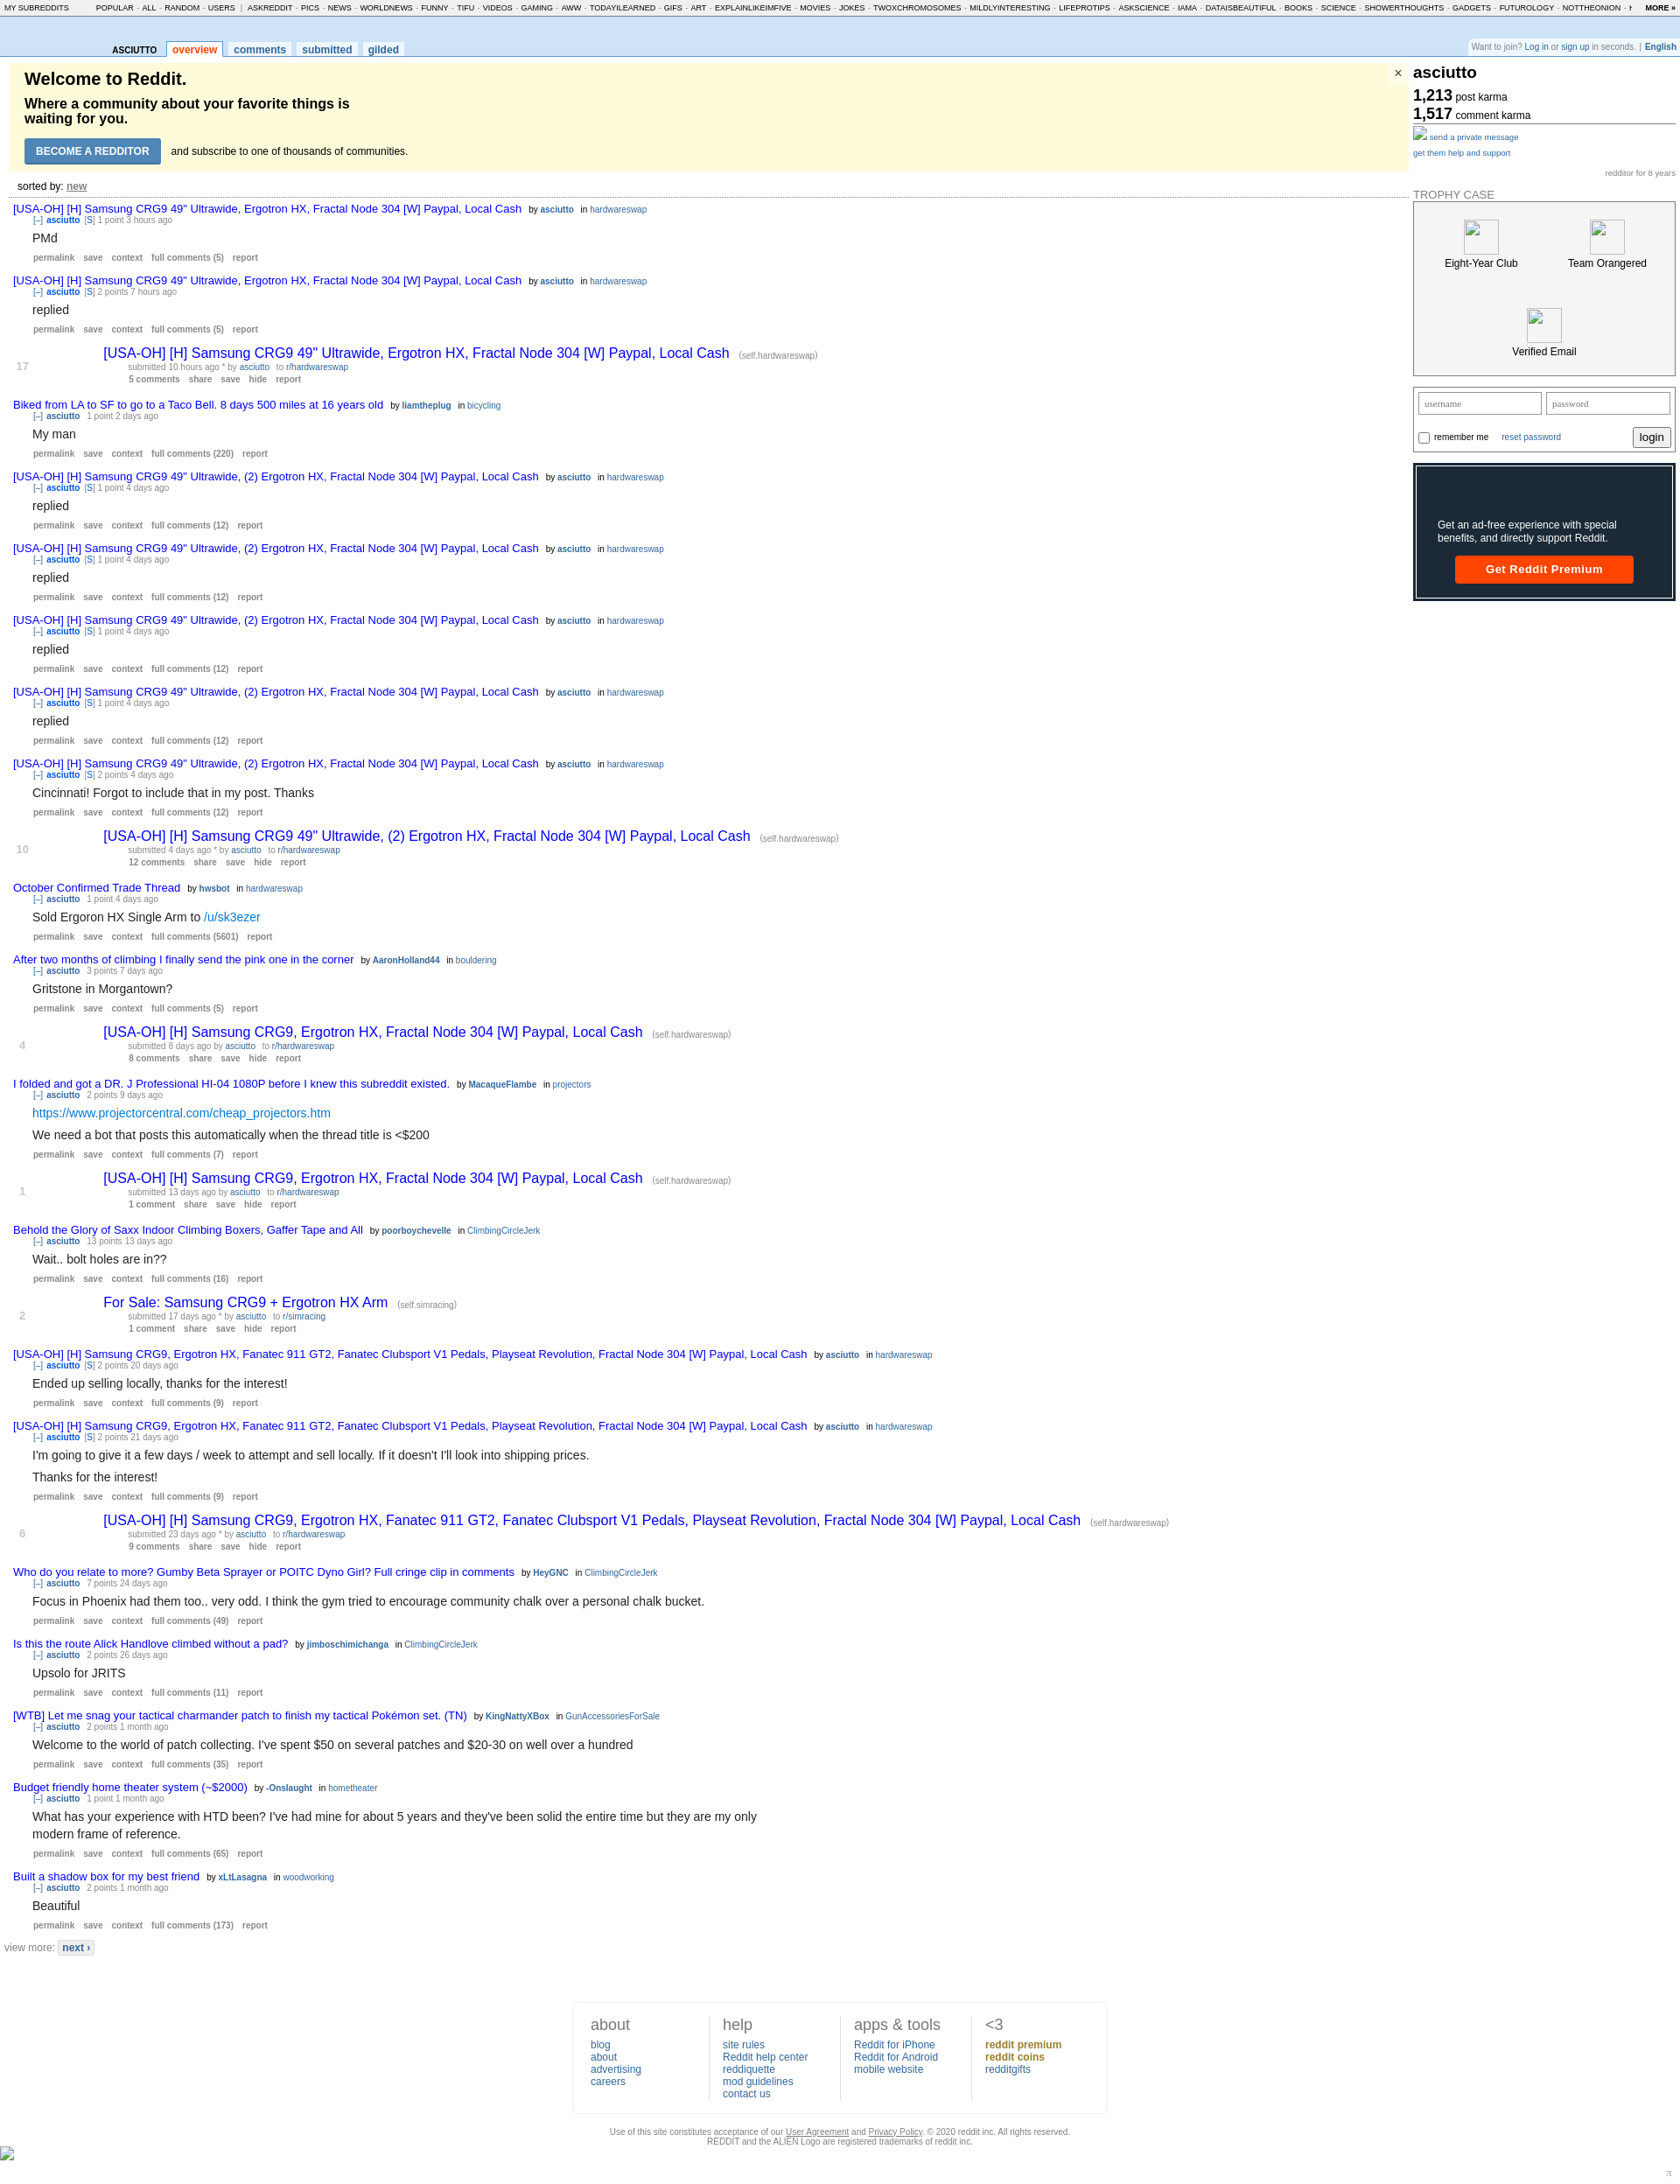 MY SUBREDDITS POPULAR - ALL - RANDOM - USERS | ASKREDDIT - PICS - NEWS - WORLDNEWS - FUNNY - TIFU - VIDEOS - GAMING - AWW - TODAYILEARNED - GIFS - ART - EXPLAINLIKEIMFIVE - MOVIES - JOKES - TWOXCHROMOSOMES - MILDLYINTERESTING - LIFEPROTIPS - ASKSCIENCE - IAMA - DATAISBEAUTIFUL - BOOKS - SCIENCE - SHOWERTHOUGHTS - GADGETS - FUTUROLOGY - NOTTHEONION - MORE »
ASCIUTTO overview comments submitted gilded
Want to join? Log in or sign up in seconds. | English
Welcome to Reddit.
×
Where a community about your favorite things is
waiting for you.
BECOME A REDDITOR and subscribe to one of thousands of communities.
sorted by: new
[USA-OH] [H] Samsung CRG9 49" Ultrawide, Ergotron HX, Fractal Node 304 [W] Paypal, Local Cash by asciutto in hardwareswap
[–] asciutto [S] 1 point 3 hours ago
PMd
permalink save context full comments (5) report
[USA-OH] [H] Samsung CRG9 49" Ultrawide, Ergotron HX, Fractal Node 304 [W] Paypal, Local Cash by asciutto in hardwareswap
[–] asciutto [S] 2 points 7 hours ago
replied
permalink save context full comments (5) report
17
[USA-OH] [H] Samsung CRG9 49" Ultrawide, Ergotron HX, Fractal Node 304 [W] Paypal, Local Cash (self.hardwareswap)
submitted 10 hours ago * by asciutto to r/hardwareswap
5 comments share save hide report
Biked from LA to SF to go to a Taco Bell. 8 days 500 miles at 16 years old by liamtheplug in bicycling
[–] asciutto 1 point 2 days ago
My man
permalink save context full comments (220) report
[USA-OH] [H] Samsung CRG9 49" Ultrawide, (2) Ergotron HX, Fractal Node 304 [W] Paypal, Local Cash by asciutto in hardwareswap
[–] asciutto [S] 1 point 4 days ago
replied
permalink save context full comments (12) report
[USA-OH] [H] Samsung CRG9 49" Ultrawide, (2) Ergotron HX, Fractal Node 304 [W] Paypal, Local Cash by asciutto in hardwareswap
[–] asciutto [S] 1 point 4 days ago
replied
permalink save context full comments (12) report
[USA-OH] [H] Samsung CRG9 49" Ultrawide, (2) Ergotron HX, Fractal Node 304 [W] Paypal, Local Cash by asciutto in hardwareswap
[–] asciutto [S] 1 point 4 days ago
replied
permalink save context full comments (12) report
[USA-OH] [H] Samsung CRG9 49" Ultrawide, (2) Ergotron HX, Fractal Node 304 [W] Paypal, Local Cash by asciutto in hardwareswap
[–] asciutto [S] 1 point 4 days ago
replied
permalink save context full comments (12) report
[USA-OH] [H] Samsung CRG9 49" Ultrawide, (2) Ergotron HX, Fractal Node 304 [W] Paypal, Local Cash by asciutto in hardwareswap
[–] asciutto [S] 2 points 4 days ago
Cincinnati! Forgot to include that in my post. Thanks
permalink save context full comments (12) report
10
[USA-OH] [H] Samsung CRG9 49" Ultrawide, (2) Ergotron HX, Fractal Node 304 [W] Paypal, Local Cash (self.hardwareswap)
submitted 4 days ago * by asciutto to r/hardwareswap
12 comments share save hide report
October Confirmed Trade Thread by hwsbot in hardwareswap
[–] asciutto 1 point 4 days ago
Sold Ergoron HX Single Arm to /u/sk3ezer
permalink save context full comments (5601) report
After two months of climbing I finally send the pink one in the corner by AaronHolland44 in bouldering
[–] asciutto 3 points 7 days ago
Gritstone in Morgantown?
permalink save context full comments (5) report
4
[USA-OH] [H] Samsung CRG9, Ergotron HX, Fractal Node 304 [W] Paypal, Local Cash (self.hardwareswap)
submitted 8 days ago by asciutto to r/hardwareswap
8 comments share save hide report
I folded and got a DR. J Professional HI-04 1080P before I knew this subreddit existed. by MacaqueFlambe in projectors
[–] asciutto 2 points 9 days ago
https://www.projectorcentral.com/cheap_projectors.htm
We need a bot that posts this automatically when the thread title is <$200
permalink save context full comments (7) report
1
[USA-OH] [H] Samsung CRG9, Ergotron HX, Fractal Node 304 [W] Paypal, Local Cash (self.hardwareswap)
submitted 13 days ago by asciutto to r/hardwareswap
1 comment share save hide report
Behold the Glory of Saxx Indoor Climbing Boxers, Gaffer Tape and All by poorboychevelle in ClimbingCircleJerk
[–] asciutto 13 points 13 days ago
Wait.. bolt holes are in??
permalink save context full comments (16) report
2
For Sale: Samsung CRG9 + Ergotron HX Arm (self.simracing)
submitted 17 days ago * by asciutto to r/simracing
1 comment share save hide report
[USA-OH] [H] Samsung CRG9, Ergotron HX, Fanatec 911 GT2, Fanatec Clubsport V1 Pedals, Playseat Revolution, Fractal Node 304 [W] Paypal, Local Cash by asciutto in hardwareswap
[–] asciutto [S] 2 points 20 days ago
Ended up selling locally, thanks for the interest!
permalink save context full comments (9) report
[USA-OH] [H] Samsung CRG9, Ergotron HX, Fanatec 911 GT2, Fanatec Clubsport V1 Pedals, Playseat Revolution, Fractal Node 304 [W] Paypal, Local Cash by asciutto in hardwareswap
[–] asciutto [S] 2 points 21 days ago
I'm going to give it a few days / week to attempt and sell locally. If it doesn't I'll look into shipping prices.
Thanks for the interest!
permalink save context full comments (9) report
6
[USA-OH] [H] Samsung CRG9, Ergotron HX, Fanatec 911 GT2, Fanatec Clubsport V1 Pedals, Playseat Revolution, Fractal Node 304 [W] Paypal, Local Cash (self.hardwareswap)
submitted 23 days ago * by asciutto to r/hardwareswap
9 comments share save hide report
Who do you relate to more? Gumby Beta Sprayer or POITC Dyno Girl? Full cringe clip in comments by HeyGNC in ClimbingCircleJerk
[–] asciutto 7 points 24 days ago
Focus in Phoenix had them too.. very odd. I think the gym tried to encourage community chalk over a personal chalk bucket.
permalink save context full comments (49) report
Is this the route Alick Handlove climbed without a pad? by jimboschimichanga in ClimbingCircleJerk
[–] asciutto 2 points 26 days ago
Upsolo for JRITS
permalink save context full comments (11) report
[WTB] Let me snag your tactical charmander patch to finish my tactical Pokémon set. (TN) by KingNattyXBox in GunAccessoriesForSale
[–] asciutto 2 points 1 month ago
Welcome to the world of patch collecting. I've spent $50 on several patches and $20-30 on well over a hundred
permalink save context full comments (35) report
Budget friendly home theater system (~$2000) by -Onslaught in hometheater
[–] asciutto 1 point 1 month ago
What has your experience with HTD been? I've had mine for about 5 years and they've been solid the entire time but they are my only
modern frame of reference.
permalink save context full comments (65) report
Built a shadow box for my best friend by xLtLasagna in woodworking
[–] asciutto 2 points 1 month ago
Beautiful
permalink save context full comments (173) report
view more: next ›
asciutto
1,213 post karma
1,517 comment karma
send a private message
get them help and support
redditor for 8 years
TROPHY CASE
Eight-Year Club Team Orangered
Verified Email
username password
remember me reset password login
Get an ad-free experience with special
benefits, and directly support Reddit.
Get Reddit Premium
about
blog
about
advertising
careers
help
site rules
Reddit help center
reddiquette
mod guidelines
contact us
apps & tools
Reddit for iPhone
Reddit for Android
mobile website
<3
reddit premium
reddit coins
redditgifts
Use of this site constitutes acceptance of our User Agreement and Privacy Policy. © 2020 reddit inc. All rights reserved.
REDDIT and the ALIEN Logo are registered trademarks of reddit inc.
π